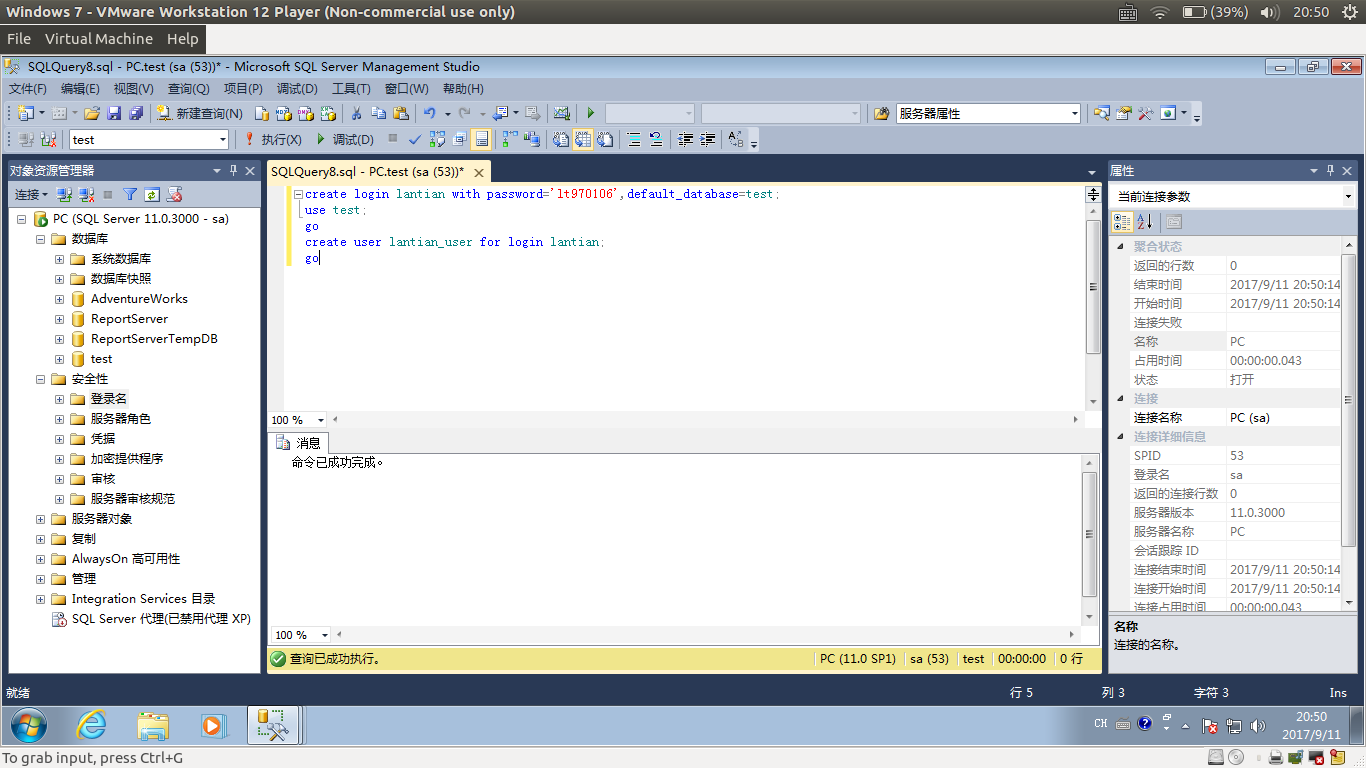 Windows 7 - VMware Workstation 12 Player (Non-commercial use only)
(39%)
20:50
File Virtual Machine Help
SQLQuery8.sql - PC.test (sa (53))* - Microsoft SQL Server Management Studio
文件(F) 编辑(E) 视图(V) 查询(Q) 项目(P) 调试(D) 工具(T) 窗口(W) 帮助(H)
新建查询(N)
服务器属性
test
执行(X)
调试(D)
对象资源管理器
连接
PC (SQL Server 11.0.3000 - sa)
数据库
系统数据库
数据库快照
AdventureWorks
ReportServer
ReportServerTempDB
test
安全性
登录名
服务器角色
凭据
加密提供程序
审核
服务器审核规范
服务器对象
复制
AlwaysOn 高可用性
管理
Integration Services 目录
SQL Server 代理(已禁用代理 XP)
SQLQuery8.sql - PC.test (sa (53))*
create login lantian with password='lt970106',default_database=test;
use test;
go
create user lantian_user for login lantian;
go
100 %
消息
命令已成功完成。
100 %
查询已成功执行。
PC (11.0 SP1) sa (53) test 00:00:00 0 行
属性
当前连接参数
聚合状态
返回的行数 0
结束时间 2017/9/11 20:50:14
开始时间 2017/9/11 20:50:14
连接失败
名称 PC
占用时间 00:00:00.043
状态 打开
连接
连接名称 PC (sa)
连接详细信息
SPID 53
登录名 sa
返回的连接行数 0
服务器版本 11.0.3000
服务器名称 PC
会话跟踪 ID
连接结束时间 2017/9/11 20:50:14
连接开始时间 2017/9/11 20:50:14
连接占用时间 00:00:00.043
名称
连接的名称。
就绪
行 5 列 3 字符 3 Ins
CH
20:50
2017/9/11
To grab input, press Ctrl+G